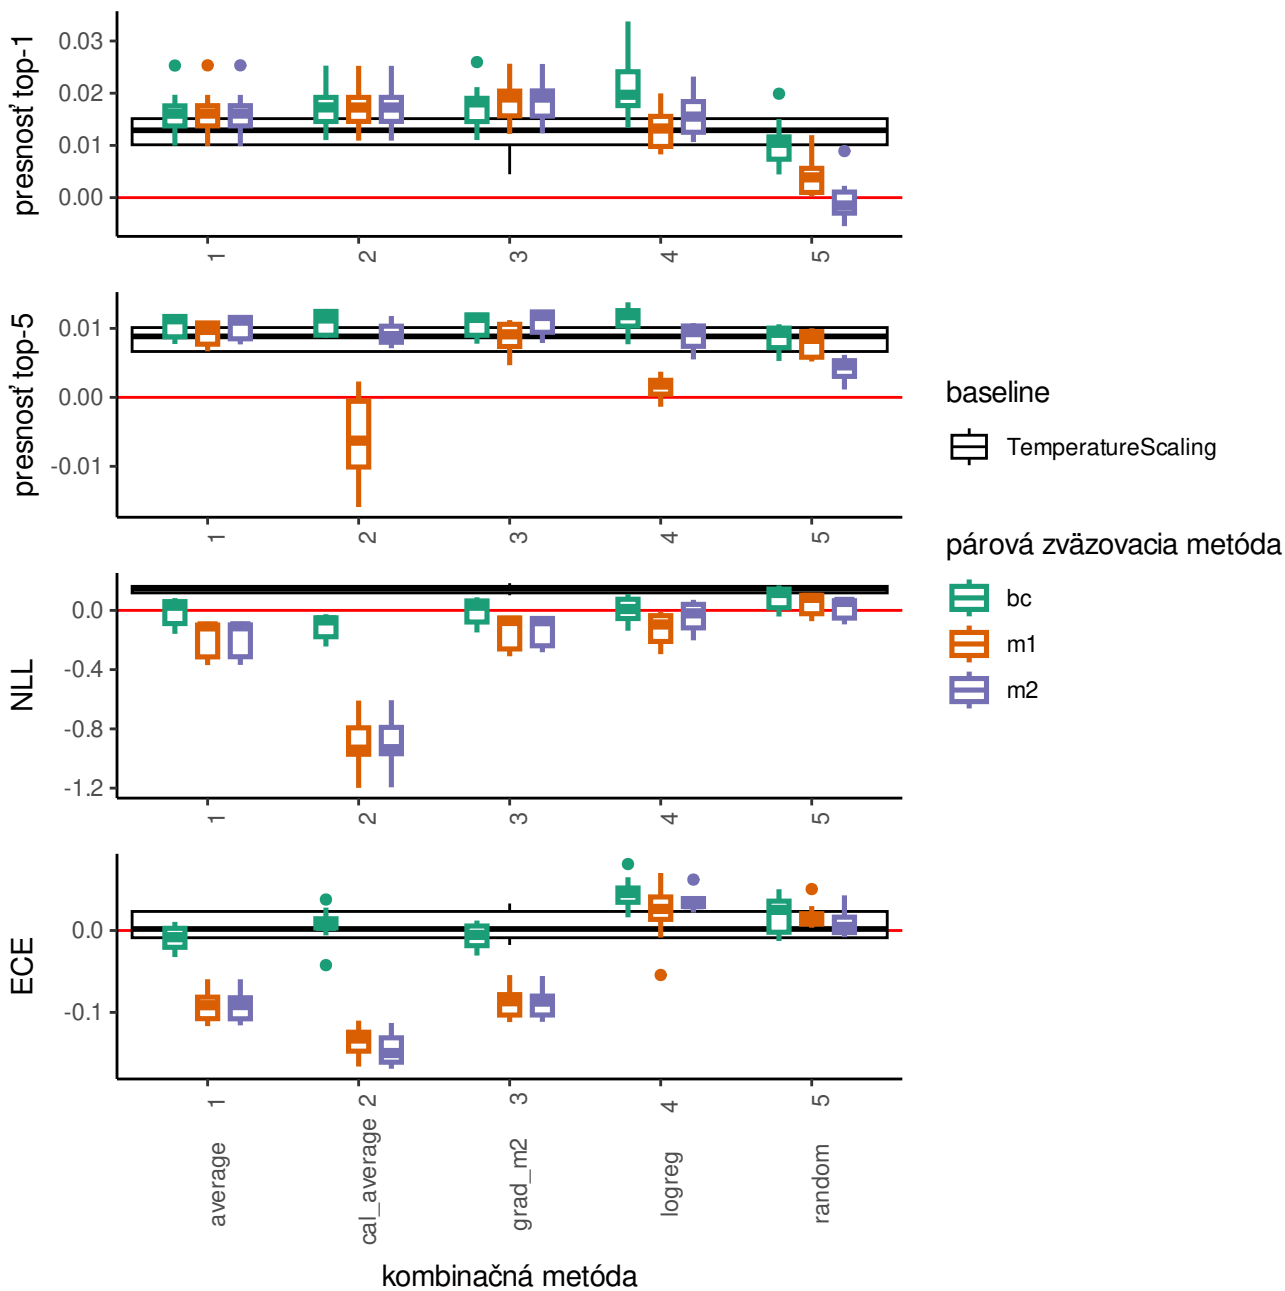 presnosť top-1
0.03
0.02
0.01
0.00
1 2 3 4 5
presnosť top-5
0.01
0.00
-0.01
1 2 3 4 5
NLL
0.0
-0.4
-0.8
-1.2
1 2 3 4 5
ECE
0.0
-0.1
average 1
cal_average 2
grad_m2 3
logreg 4
random 5
kombinačná metóda
baseline
TemperatureScaling
párová zväzovacia metóda
bc
m1
m2